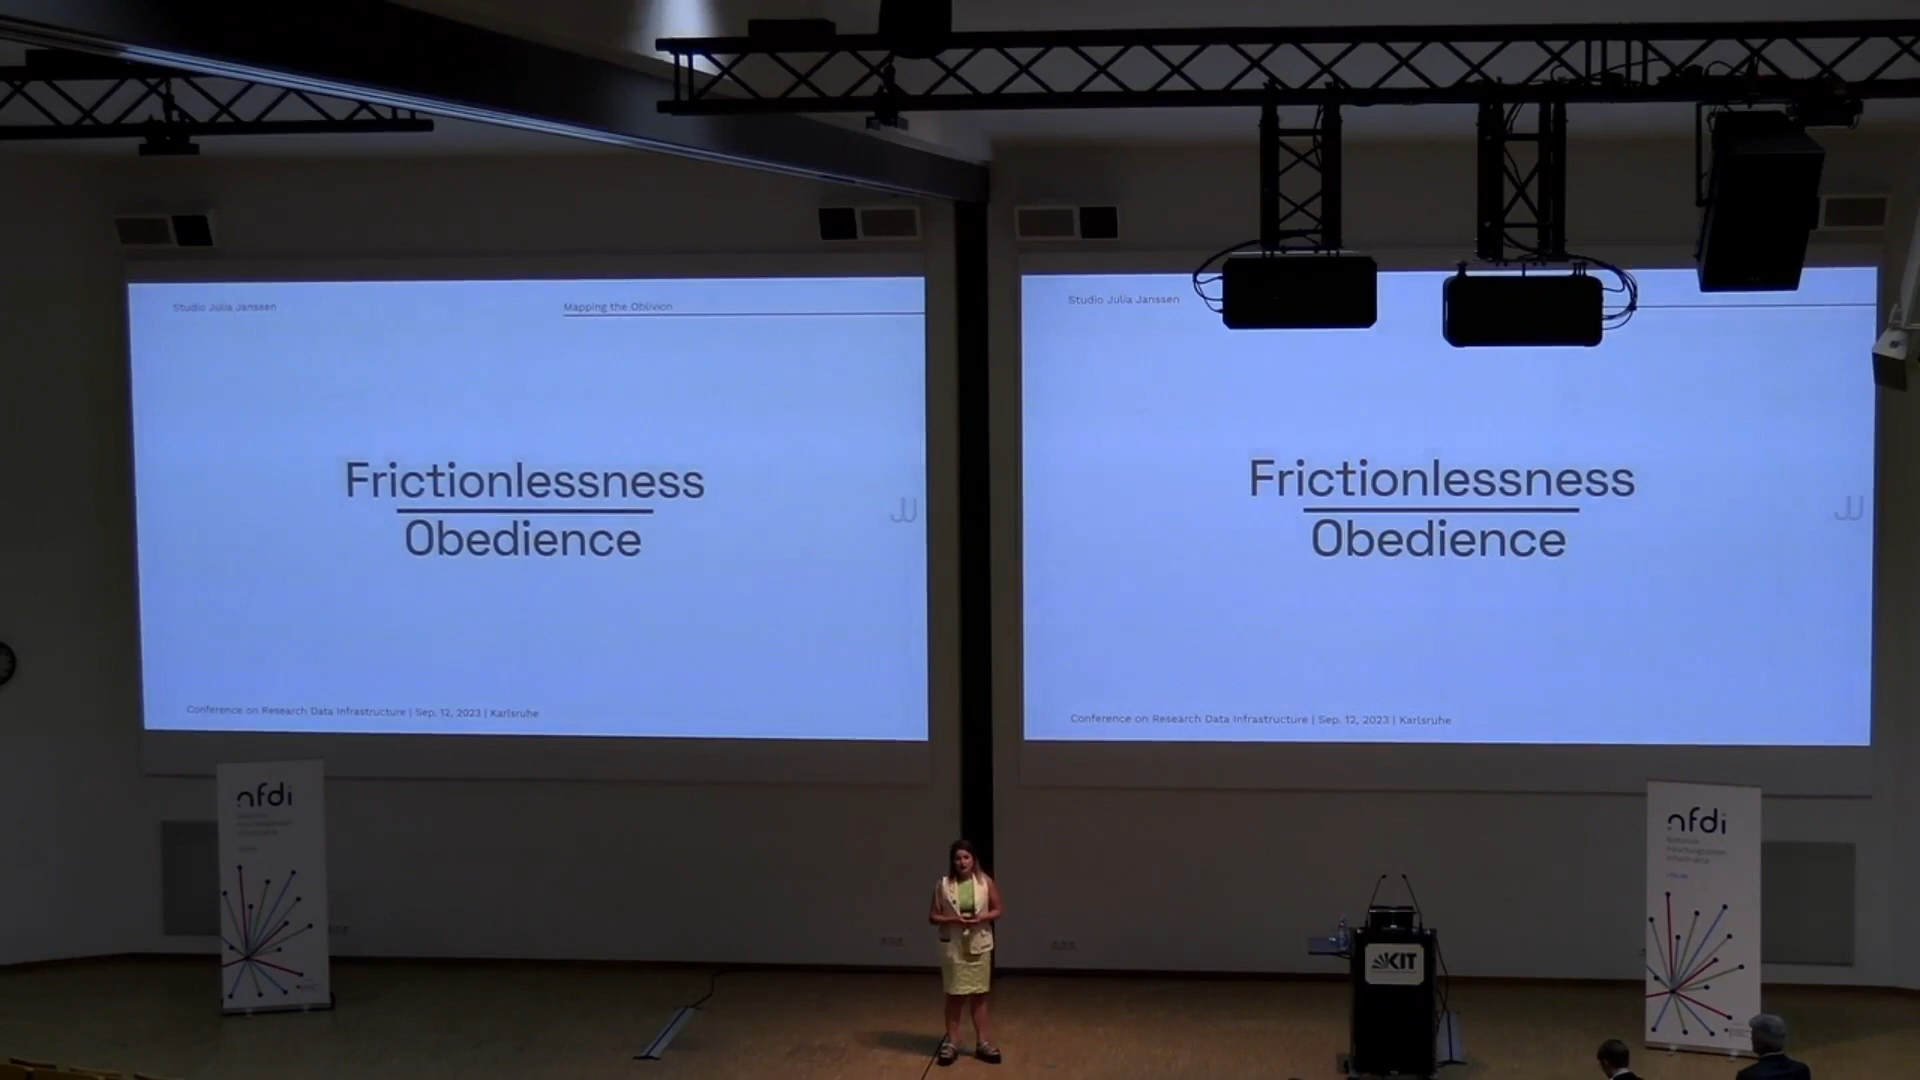 Studio Julia Janssen
Mapping the Oblivion
Frictionlessness
Obedience
JJ
Conference on Research Data Infrastructure | Sep. 12, 2023 | Karlsruhe
Studio Julia Janssen
Frictionlessness
Obedience
JJ
Conference on Research Data Infrastructure | Sep. 12, 2023 | Karlsruhe
nfdi
KIT
nfdi